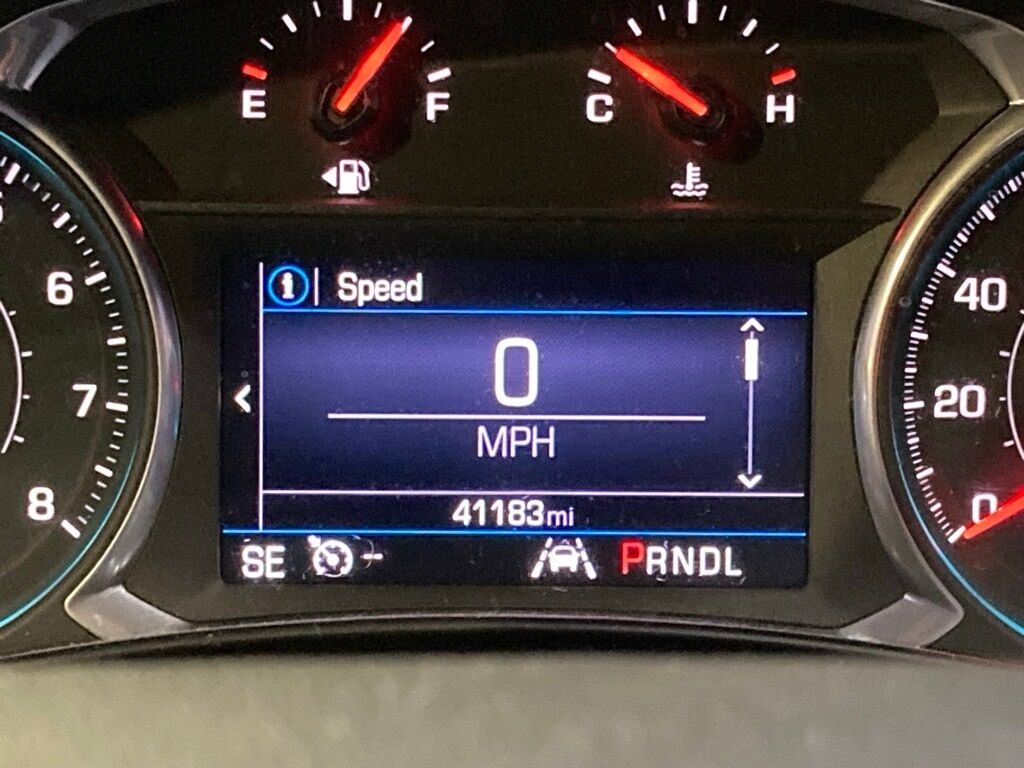 E F
C H
6
7
8
i Speed
0
MPH
41183mi
SE
PRNDL
40
20
0